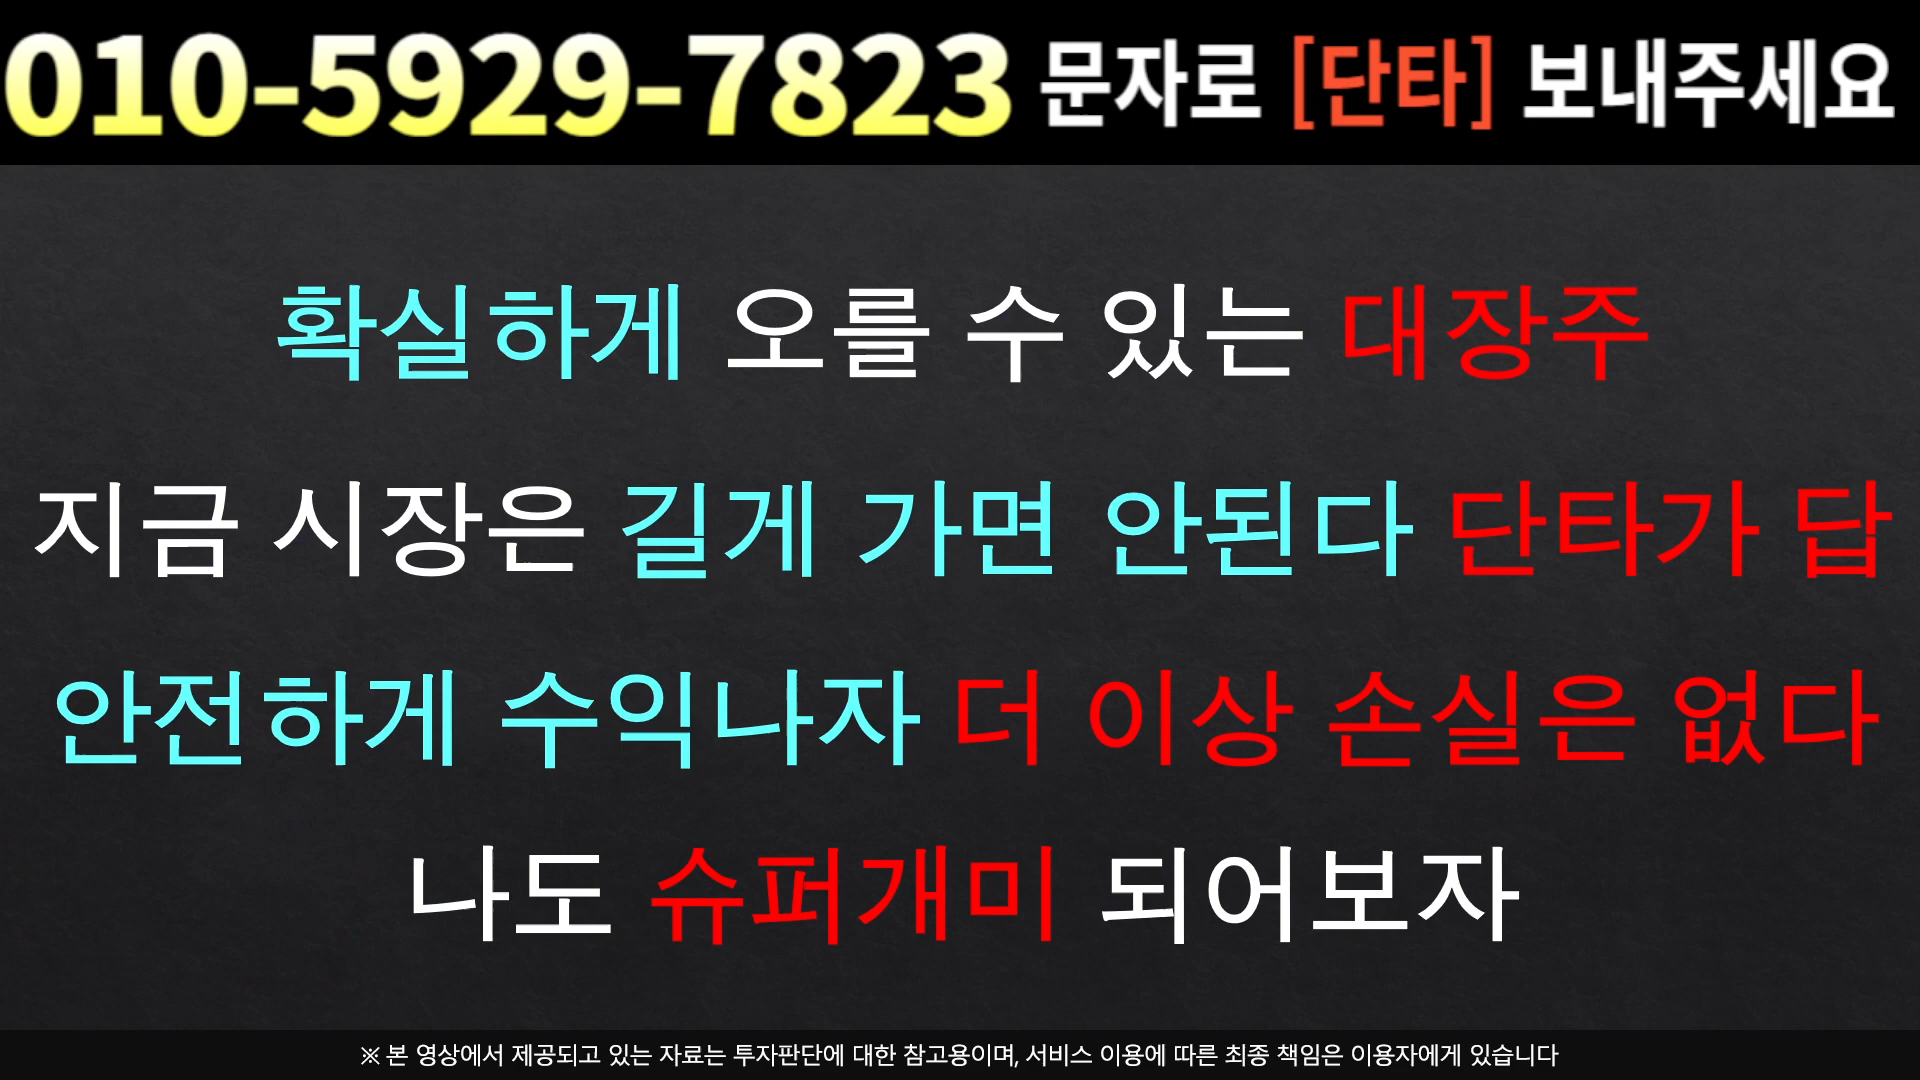 010-5929-7823 문자로 [단타] 보내주세요
확실하게 오를 수 있는 대장주
지금 시장은 길게 가면 안된다 단타가 답
안전하게 수익나자 더 이상 손실은 없다
나도 슈퍼개미 되어보자
※ 본 영상에서 제공되고 있는 자료는 투자판단에 대한 참고용이며, 서비스 이용에 따른 최종 책임은 이용자에게 있습니다